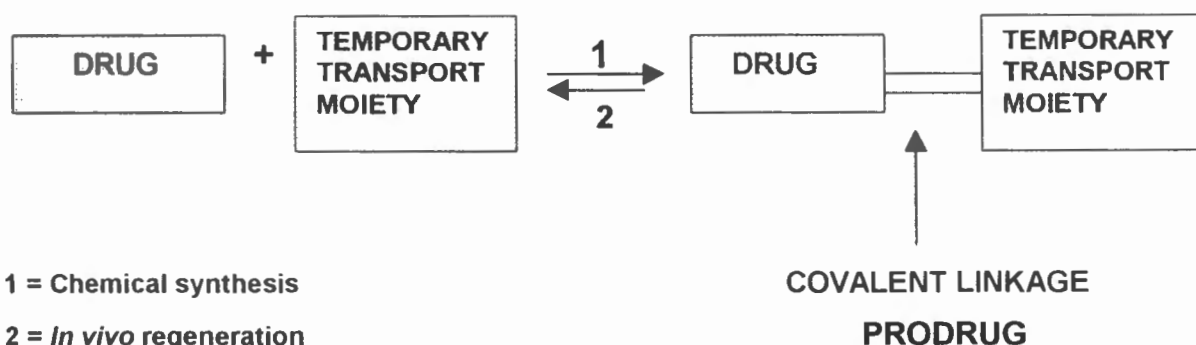 DRUG
+
TEMPORARY
TRANSPORT
MOIETY
1
2
DRUG
TEMPORARY
TRANSPORT
MOIETY
1 = Chemical synthesis
2 = In vivo regeneration
COVALENT LINKAGE
PRODRUG